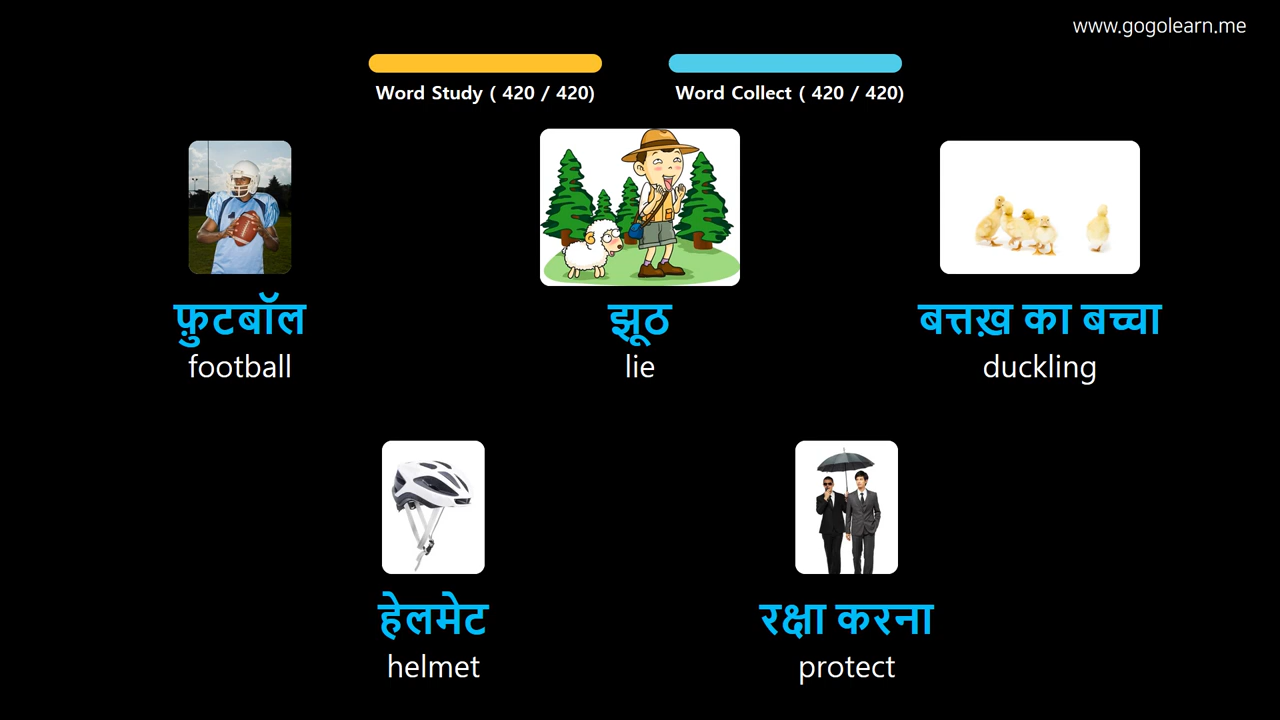 www.gogolearn.me
Word Study ( 420 / 420)
Word Collect ( 420 / 420)
फ़ुटबॉल
football
झूठ
lie
बत्तख़ का बच्चा
duckling
हेलमेट
helmet
रक्षा करना
protect